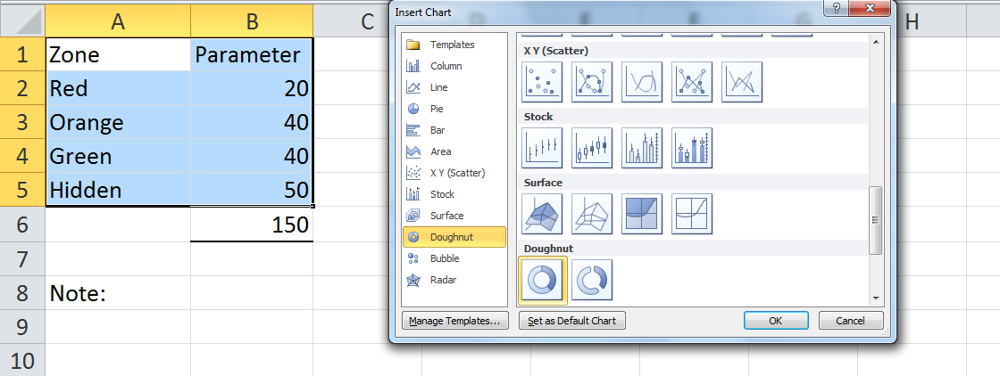 Insert Chart
A B C H
1 Zone Parameter
2 Red 20
3 Orange 40
4 Green 40
5 Hidden 50
6 150
7
8 Note:
9
10
Templates
Column
Line
Pie
Bar
Area
X Y (Scatter)
Stock
Surface
Doughnut
Bubble
Radar
X Y (Scatter)
Stock
Surface
Doughnut
Manage Templates...
Set as Default Chart
OK
Cancel